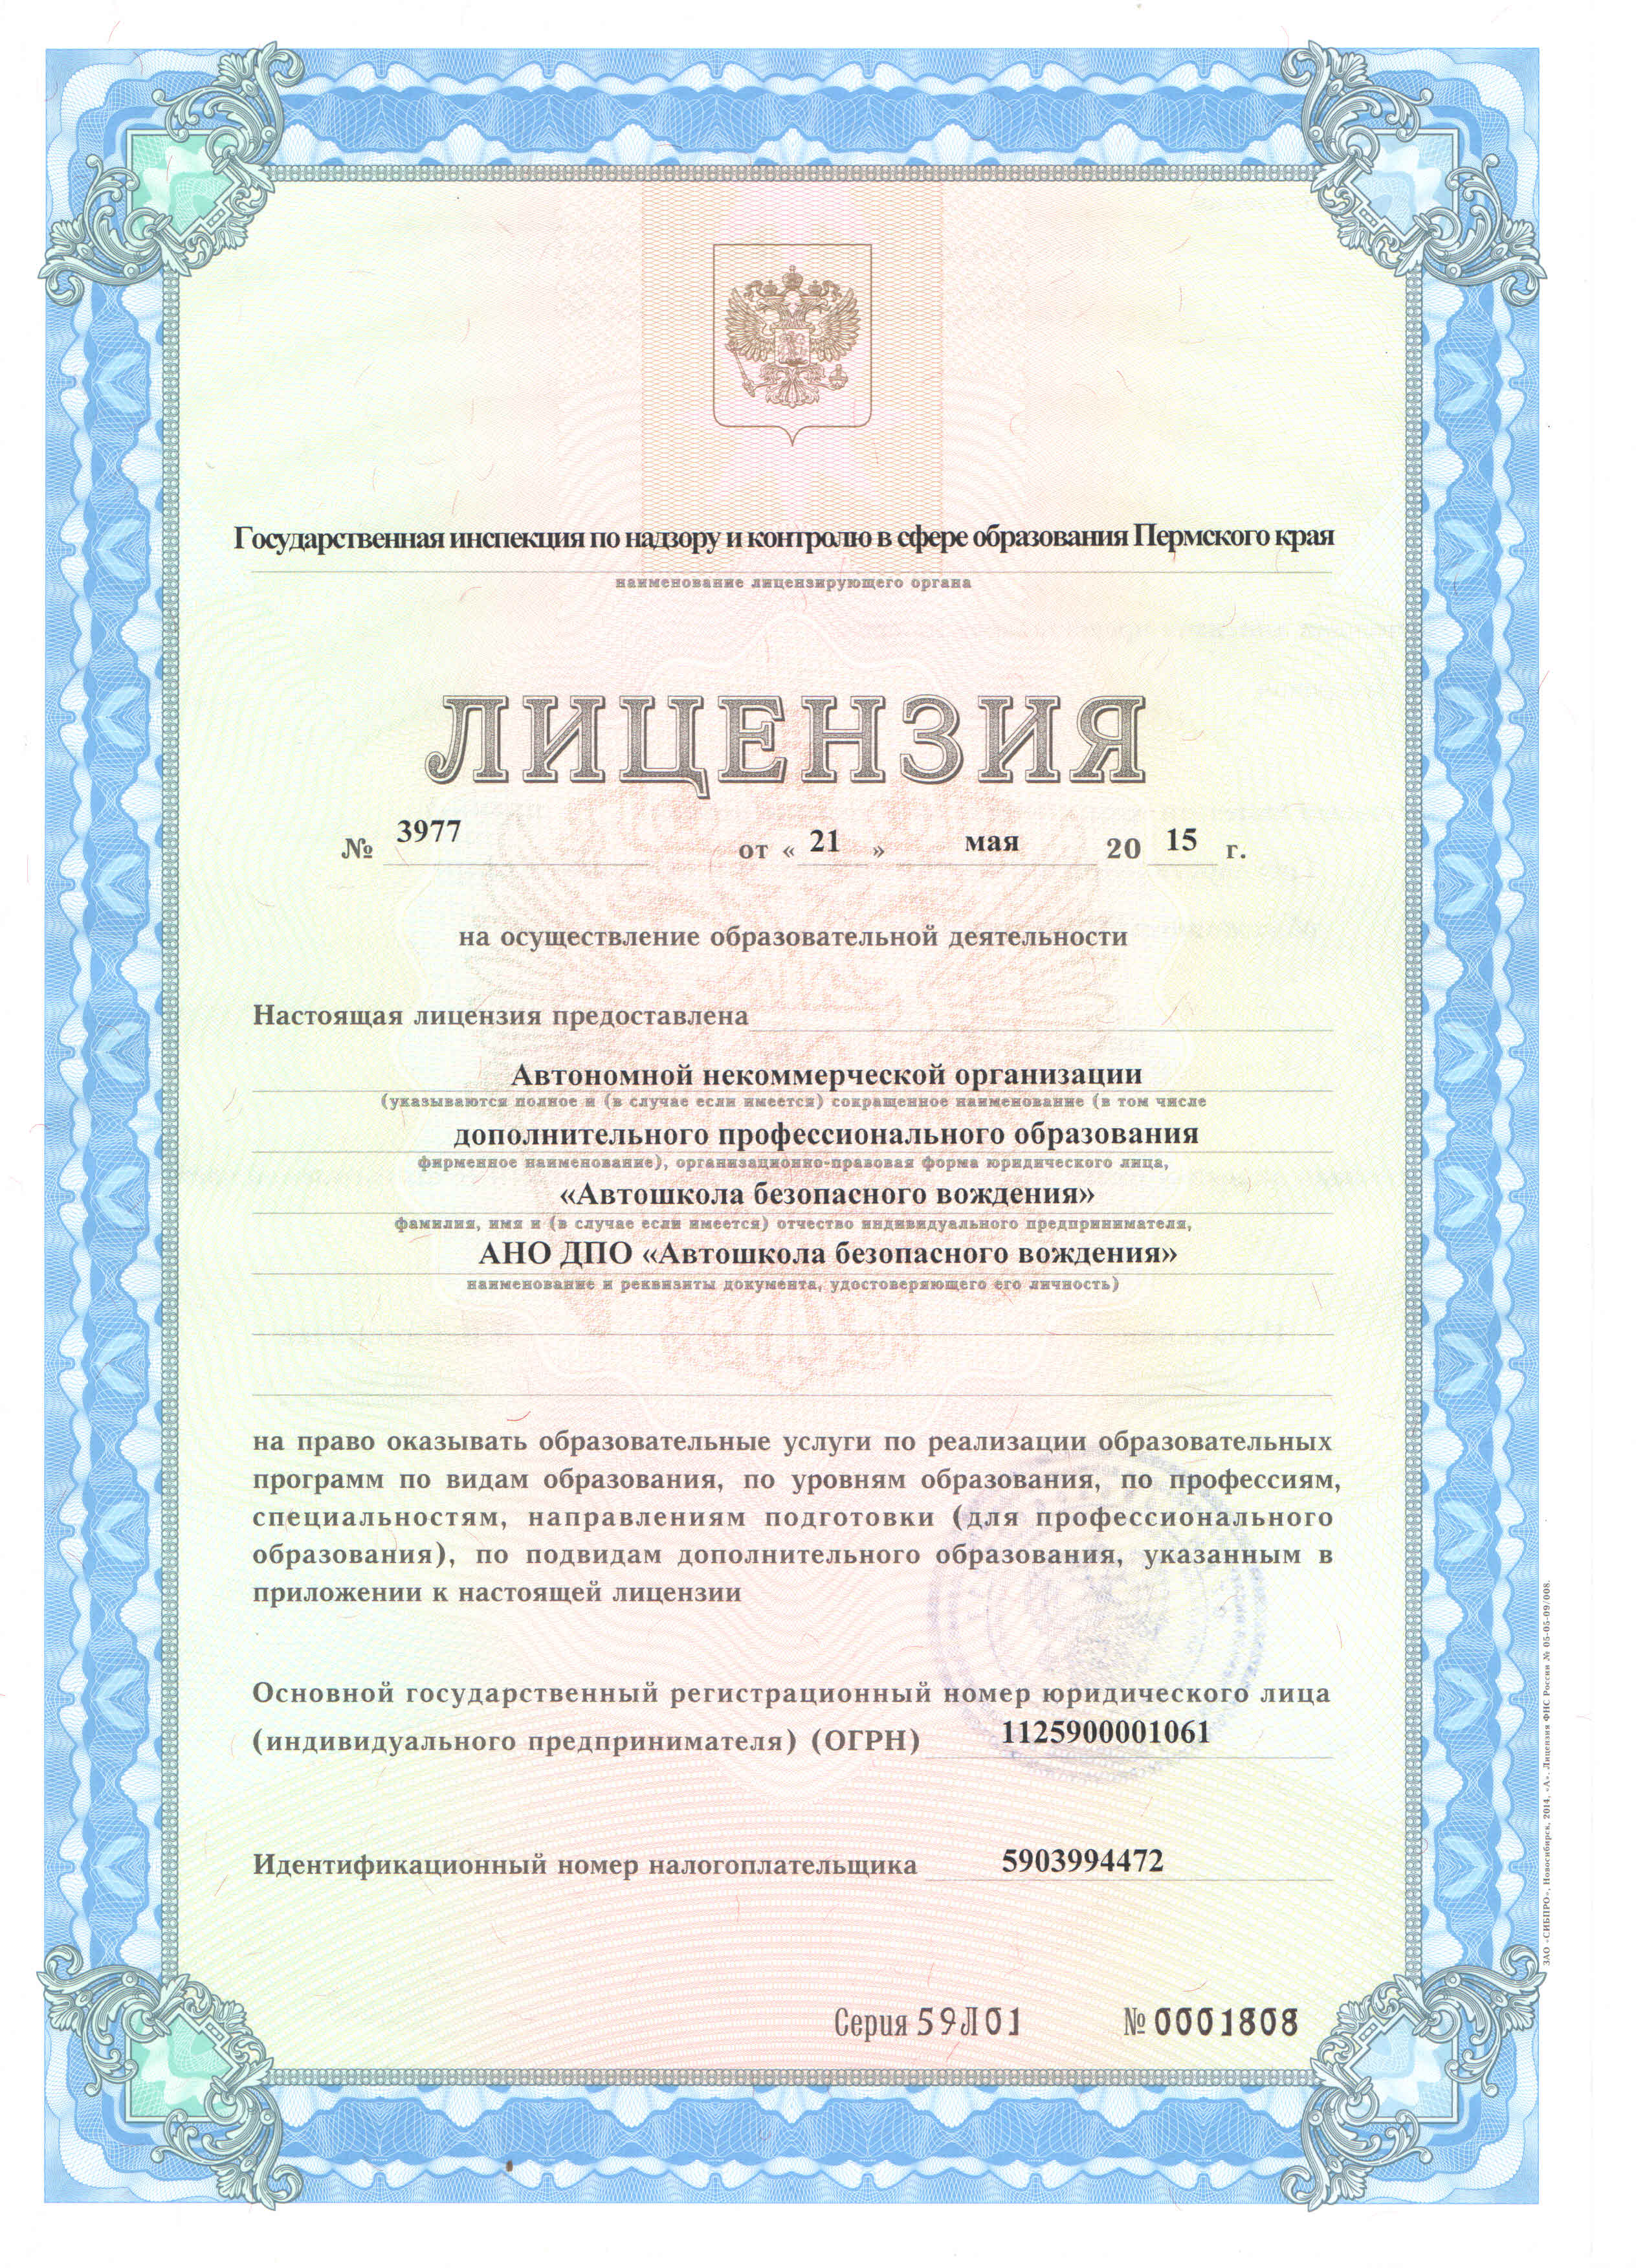 Государственная инспекция по надзору и контролю в сфере образования Пермского края
наименование лицензирующего органа
ЛИЦЕНЗИЯ
№ 3977 от « 21 » мая 20 15 г.
на осуществление образовательной деятельности
Настоящая лицензия предоставлена
Автономной некоммерческой организации
(указываются полное и (в случае если имеется) сокращенное наименование (в том числе
дополнительного профессионального образования
фирменное наименование), организационно-правовая форма юридического лица,
«Автошкола безопасного вождения»
фамилия, имя и (в случае если имеется) отчество индивидуального предпринимателя,
АНО ДПО «Автошкола безопасного вождения»
наименование и реквизиты документа, удостоверяющего его личность)
на право оказывать образовательные услуги по реализации образовательных
программ по видам образования, по уровням образования, по профессиям,
специальностям, направлениям подготовки (для профессионального
образования), по подвидам дополнительного образования, указанным в
приложении к настоящей лицензии
Основной государственный регистрационный номер юридического лица
(индивидуального предпринимателя) (ОГРН) 1125900001061
Идентификационный номер налогоплательщика 5903994472
Серия 59Л01 № 0001808
ЗАО «СИБПРО», Новосибирск, 2014, «А». Лицензия ФНС России № 05-05-09/008.